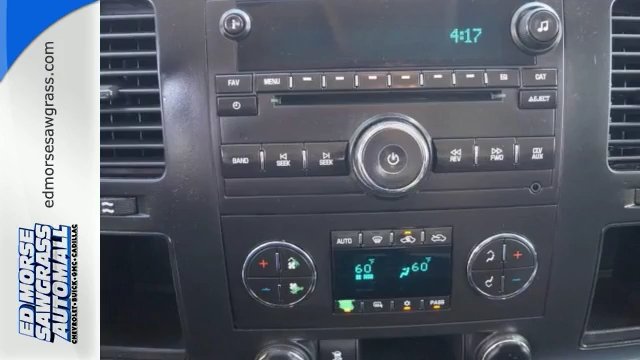 edmorsesawgrass.com
ED MORSE
SAWGRASS
AUTOMALL
CHEVROLET•BUICK•GMC•CADILLAC
4:17
FAV MENU CAT
EJECT
BAND SEEK SEEK REV FWD CD/AUX
AUTO
60°F 60°F
PASS